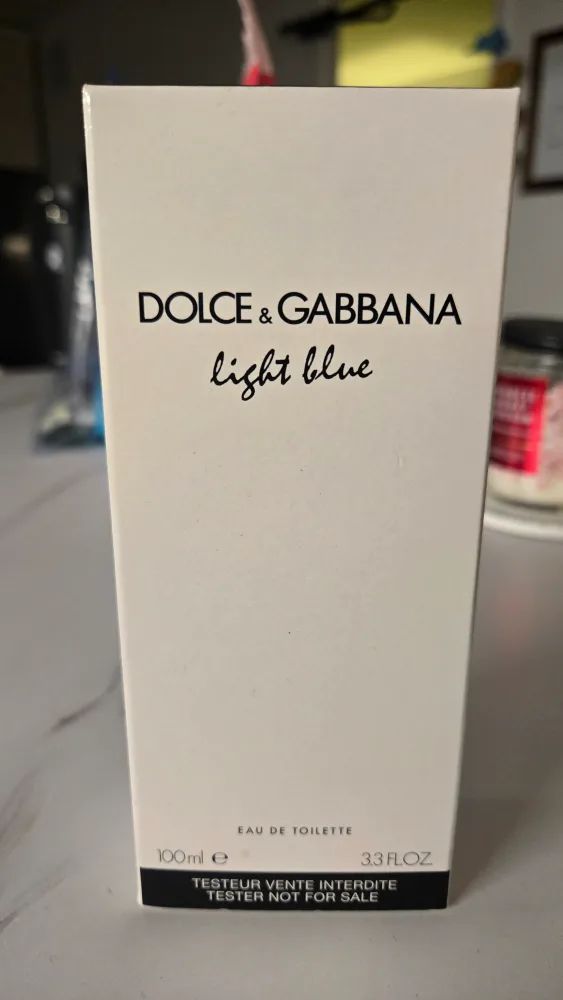 DOLCE & GABBANA
light blue
EAU DE TOILETTE
100ml e 3.3 FL.OZ.
TESTEUR VENTE INTERDITE
TESTER NOT FOR SALE